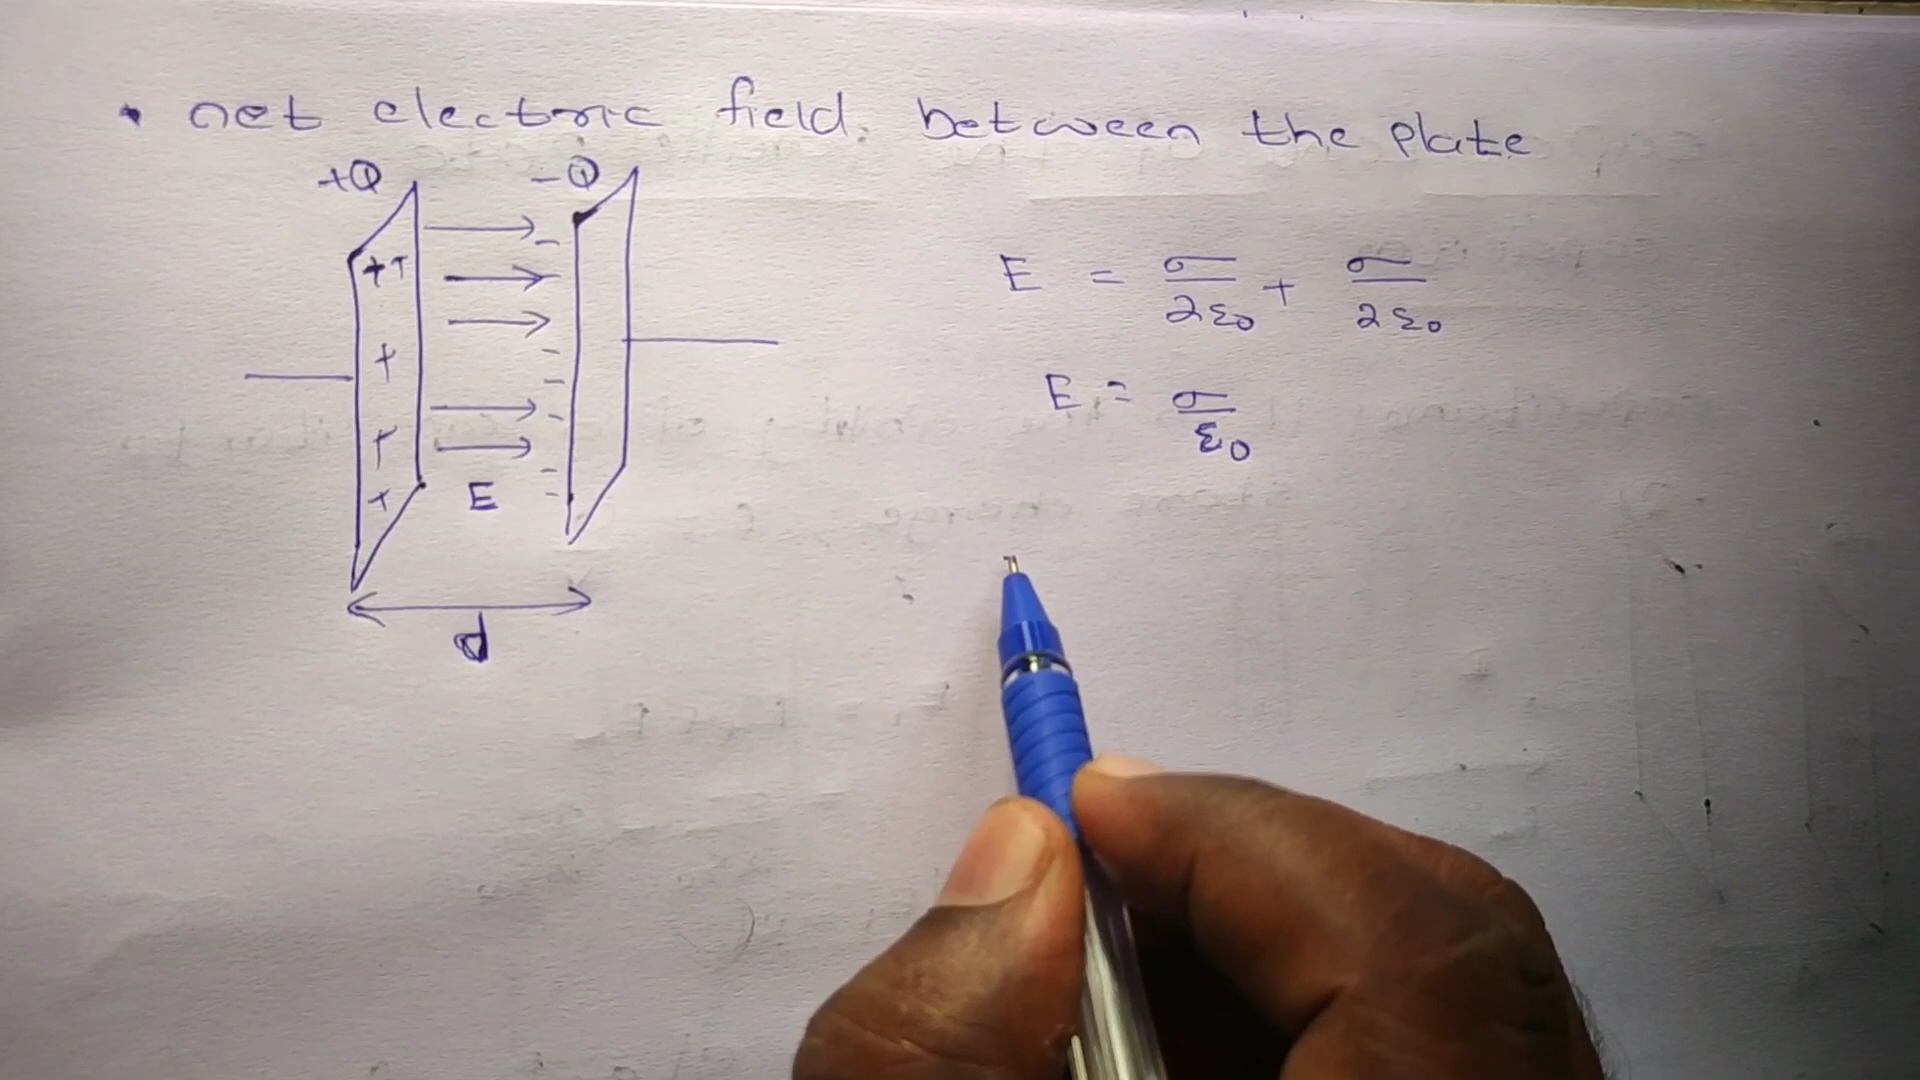 • net electric field between the plate
+Q
-Q
+ +
+
+
+
E
d
E = σ/2ε₀ + σ/2ε₀
E = σ/ε₀